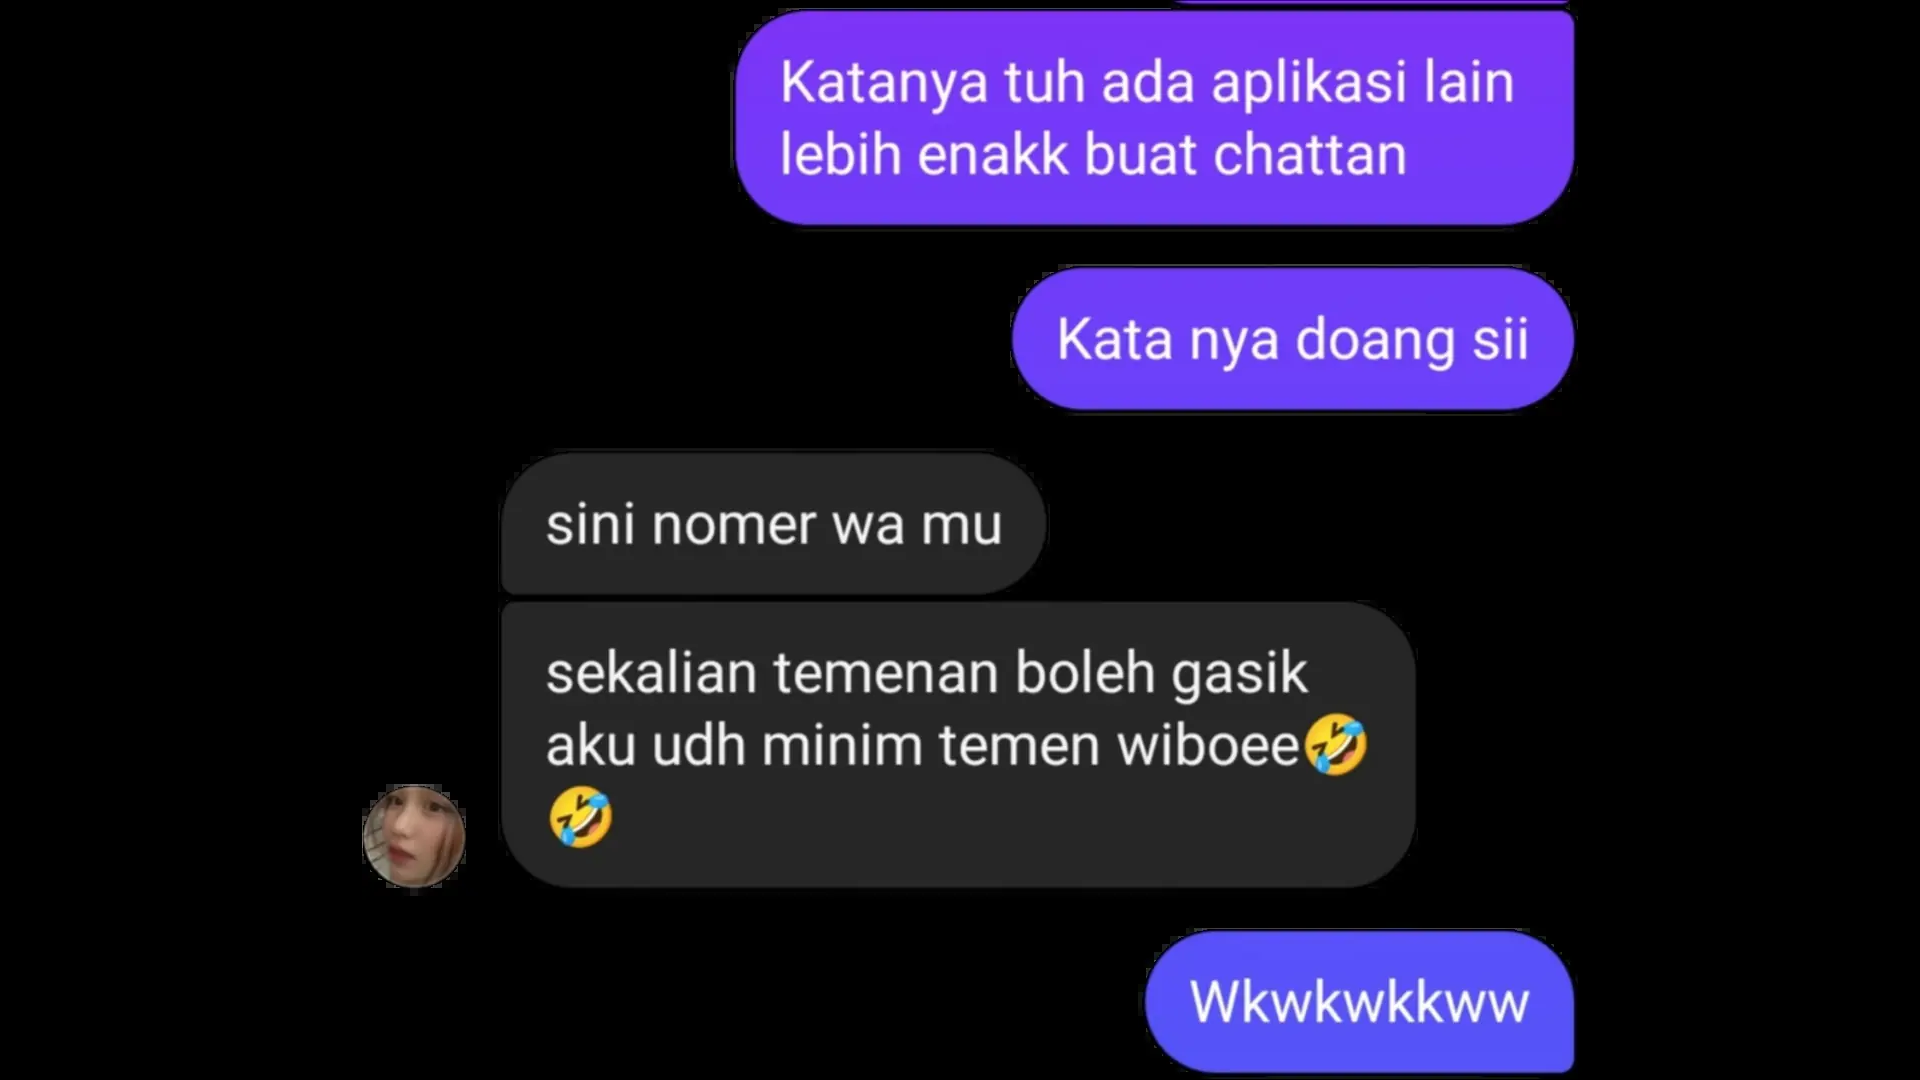 Katanya tuh ada aplikasi lain
lebih enakk buat chattan
Kata nya doang sii
sini nomer wa mu
sekalian temenan boleh gasik
aku udh minim temen wiboee🤣
🤣
Wkwkwkkww